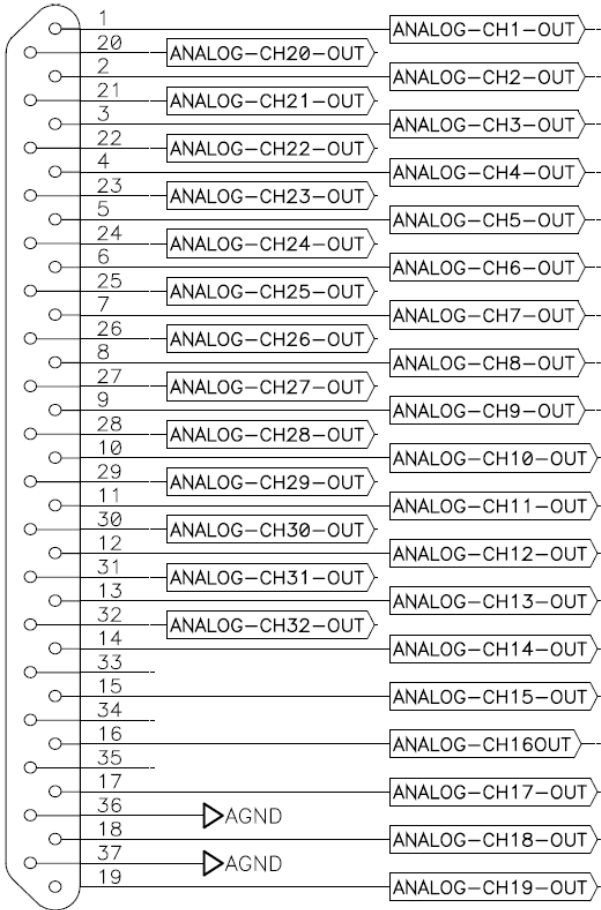 1 ANALOG-CH1-OUT
20 ANALOG-CH20-OUT
2 ANALOG-CH2-OUT
21 ANALOG-CH21-OUT
3 ANALOG-CH3-OUT
22 ANALOG-CH22-OUT
4 ANALOG-CH4-OUT
23 ANALOG-CH23-OUT
5 ANALOG-CH5-OUT
24 ANALOG-CH24-OUT
6 ANALOG-CH6-OUT
25 ANALOG-CH25-OUT
7 ANALOG-CH7-OUT
26 ANALOG-CH26-OUT
8 ANALOG-CH8-OUT
27 ANALOG-CH27-OUT
9 ANALOG-CH9-OUT
28 ANALOG-CH28-OUT
10 ANALOG-CH10-OUT
29 ANALOG-CH29-OUT
11 ANALOG-CH11-OUT
30 ANALOG-CH30-OUT
12 ANALOG-CH12-OUT
31 ANALOG-CH31-OUT
13 ANALOG-CH13-OUT
32 ANALOG-CH32-OUT
14 ANALOG-CH14-OUT
33
15 ANALOG-CH15-OUT
34
16 ANALOG-CH16OUT
35
17 ANALOG-CH17-OUT
36 AGND
18 ANALOG-CH18-OUT
37 AGND
19 ANALOG-CH19-OUT